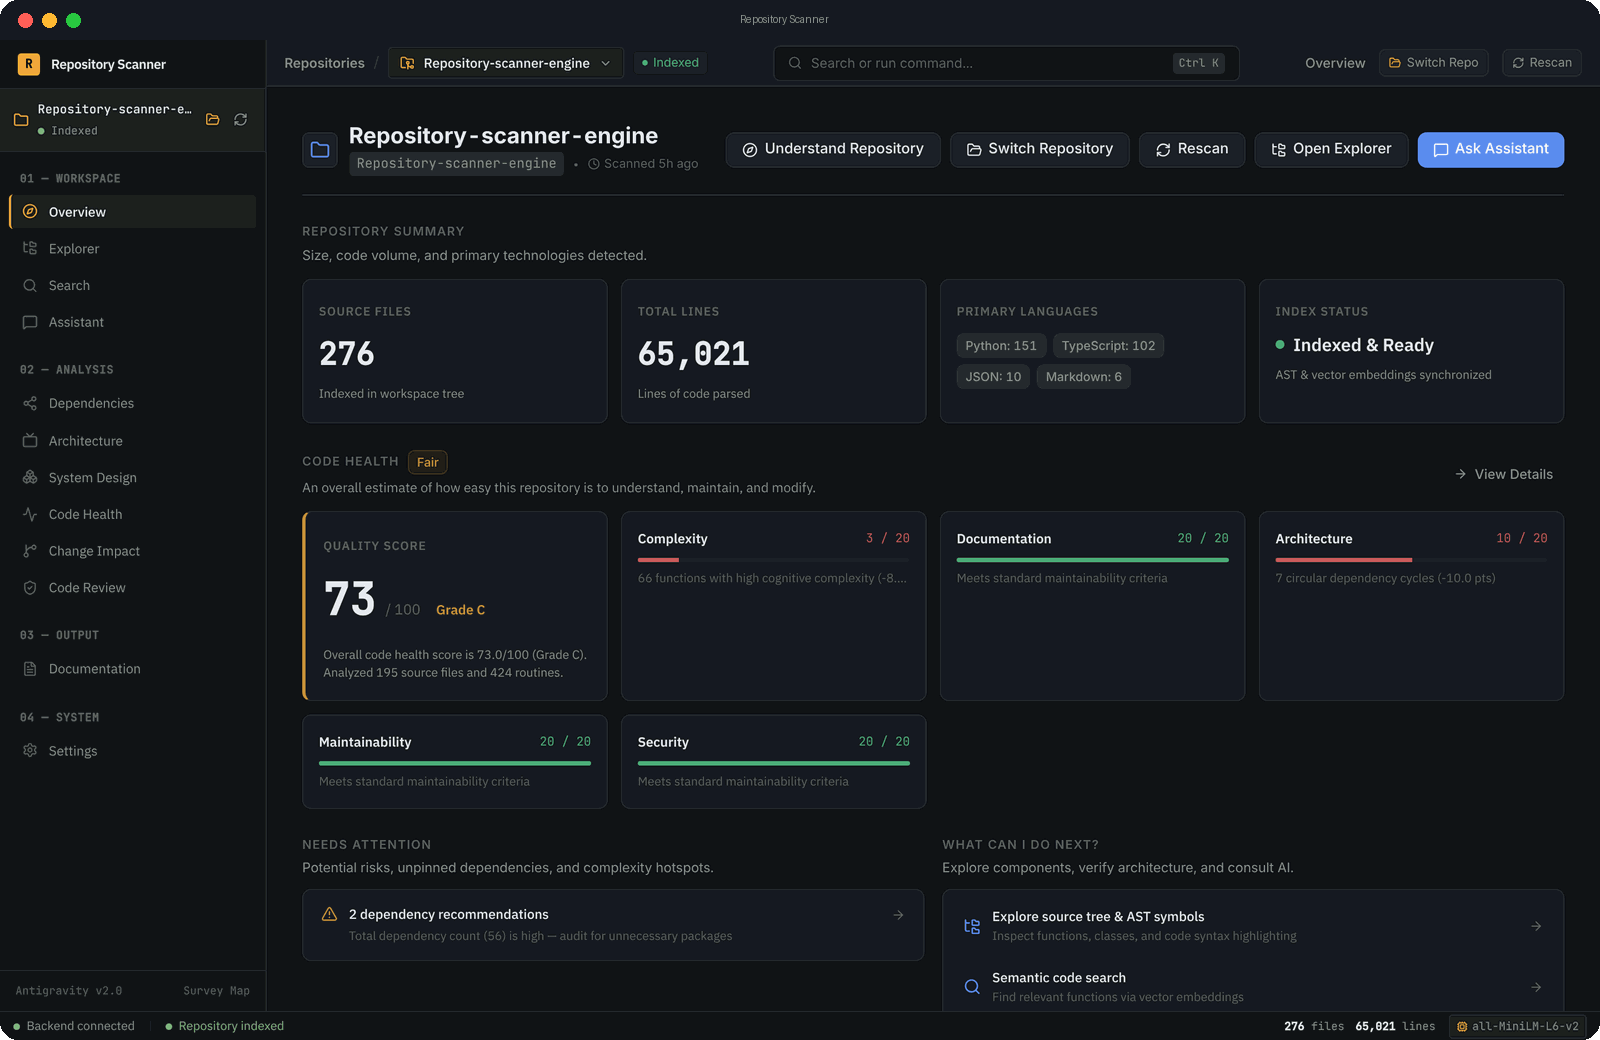 Repository Scanner
R Repository Scanner
Repository-scanner-e…
Indexed
01 — WORKSPACE
Overview
Explorer
Search
Assistant
02 — ANALYSIS
Dependencies
Architecture
System Design
Code Health
Change Impact
Code Review
03 — OUTPUT
Documentation
04 — SYSTEM
Settings
Antigravity v2.0 Survey Map
Repositories / Repository-scanner-engine Indexed Search or run command... Ctrl K Overview Switch Repo Rescan
Repository-scanner-engine
Repository-scanner-engine • Scanned 5h ago
Understand Repository Switch Repository Rescan Open Explorer Ask Assistant
REPOSITORY SUMMARY
Size, code volume, and primary technologies detected.
SOURCE FILES
276
Indexed in workspace tree
TOTAL LINES
65,021
Lines of code parsed
PRIMARY LANGUAGES
Python: 151 TypeScript: 102
JSON: 10 Markdown: 6
INDEX STATUS
Indexed & Ready
AST & vector embeddings synchronized
CODE HEALTH Fair
An overall estimate of how easy this repository is to understand, maintain, and modify.
View Details
QUALITY SCORE
73 / 100 Grade C
Overall code health score is 73.0/100 (Grade C).
Analyzed 195 source files and 424 routines.
Complexity 3 / 20
66 functions with high cognitive complexity (-8....
Documentation 20 / 20
Meets standard maintainability criteria
Architecture 10 / 20
7 circular dependency cycles (-10.0 pts)
Maintainability 20 / 20
Meets standard maintainability criteria
Security 20 / 20
Meets standard maintainability criteria
NEEDS ATTENTION
Potential risks, unpinned dependencies, and complexity hotspots.
2 dependency recommendations
Total dependency count (56) is high — audit for unnecessary packages
WHAT CAN I DO NEXT?
Explore components, verify architecture, and consult AI.
Explore source tree & AST symbols
Inspect functions, classes, and code syntax highlighting
Semantic code search
Find relevant functions via vector embeddings
Backend connected Repository indexed 276 files 65,021 lines all-MiniLM-L6-v2